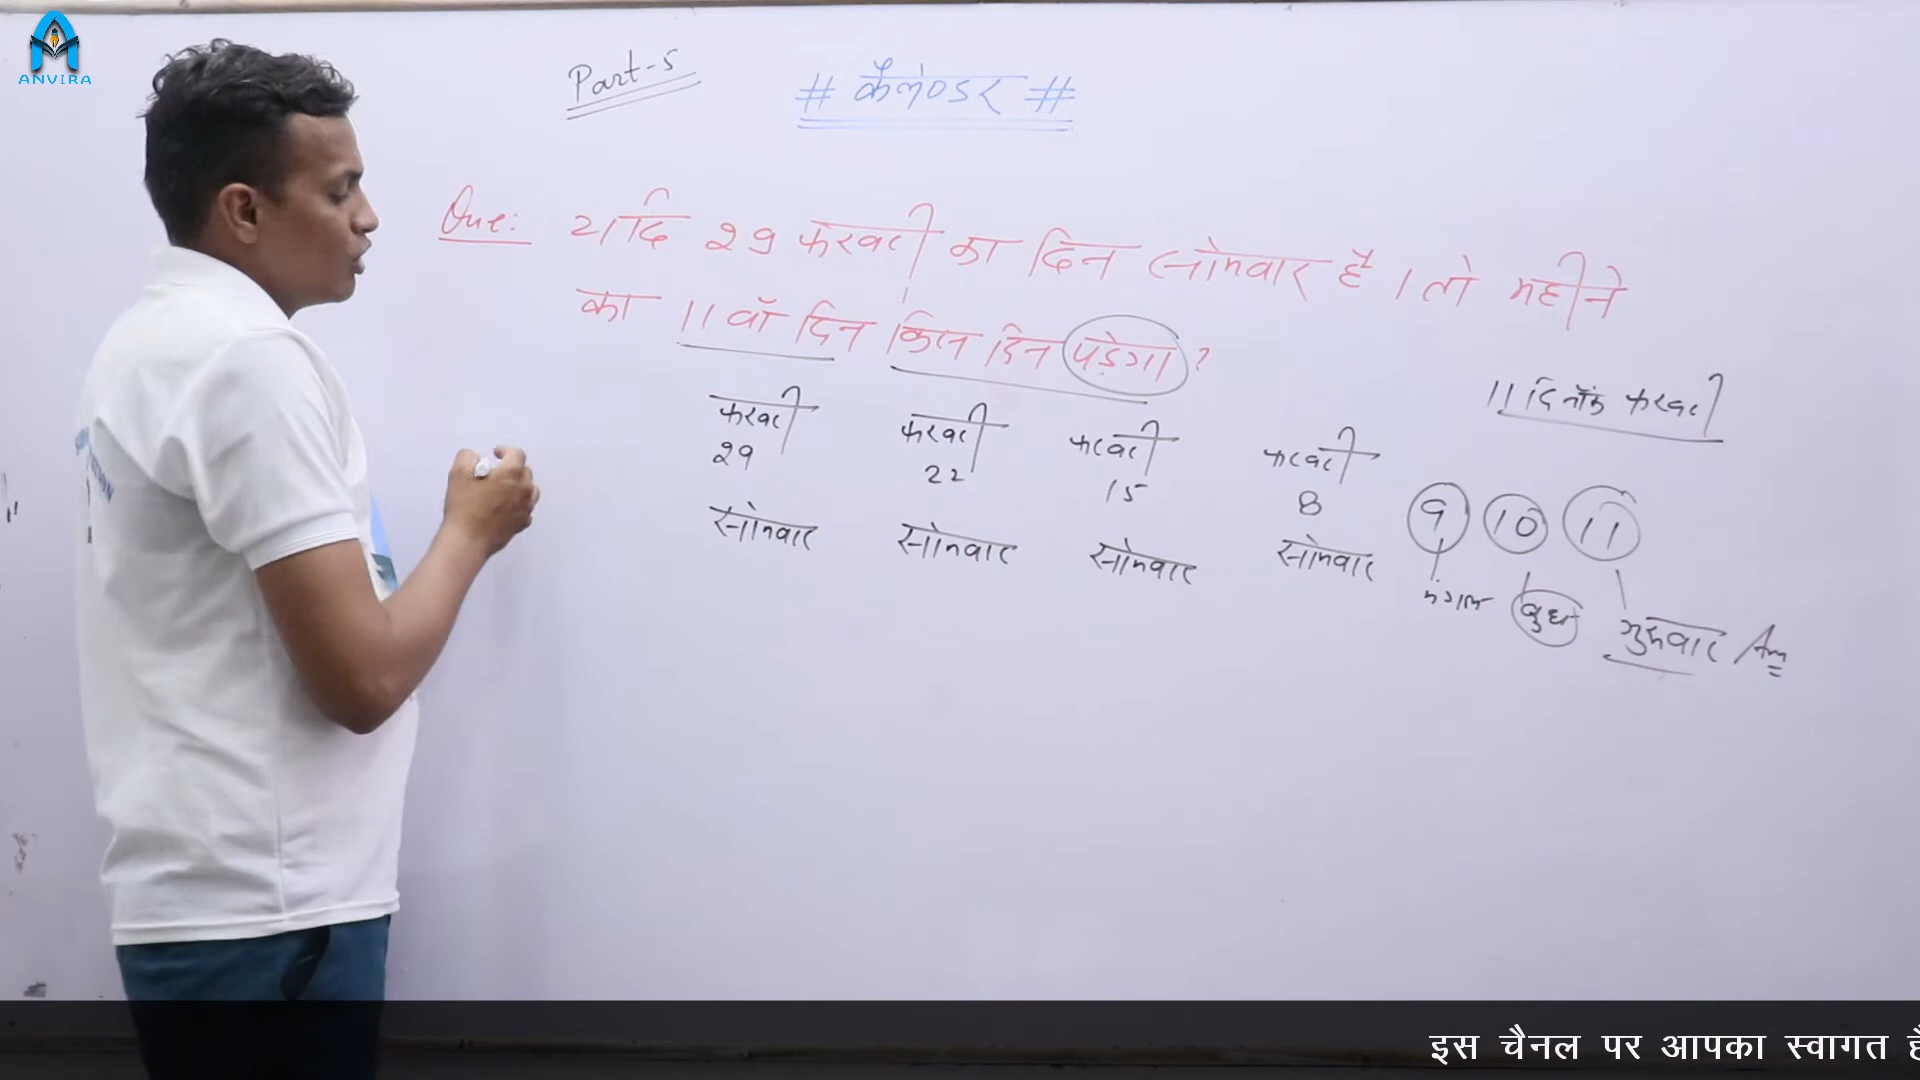 ANVIRA
Part-5
# कैलेण्डर #
Que: यदि 29 फरवरी का दिन सोमवार है । तो महीने
का 11 वाँ दिन किस दिन पड़ेगा ?
11 दिनाँक फरवरी
फरवरी फरवरी फरवरी फरवरी
29 22 15 8 9 10 11
सोमवार सोमवार सोमवार सोमवार
मंगल बुध गुरुवार Ans
इस चैनल पर आपका स्वागत है